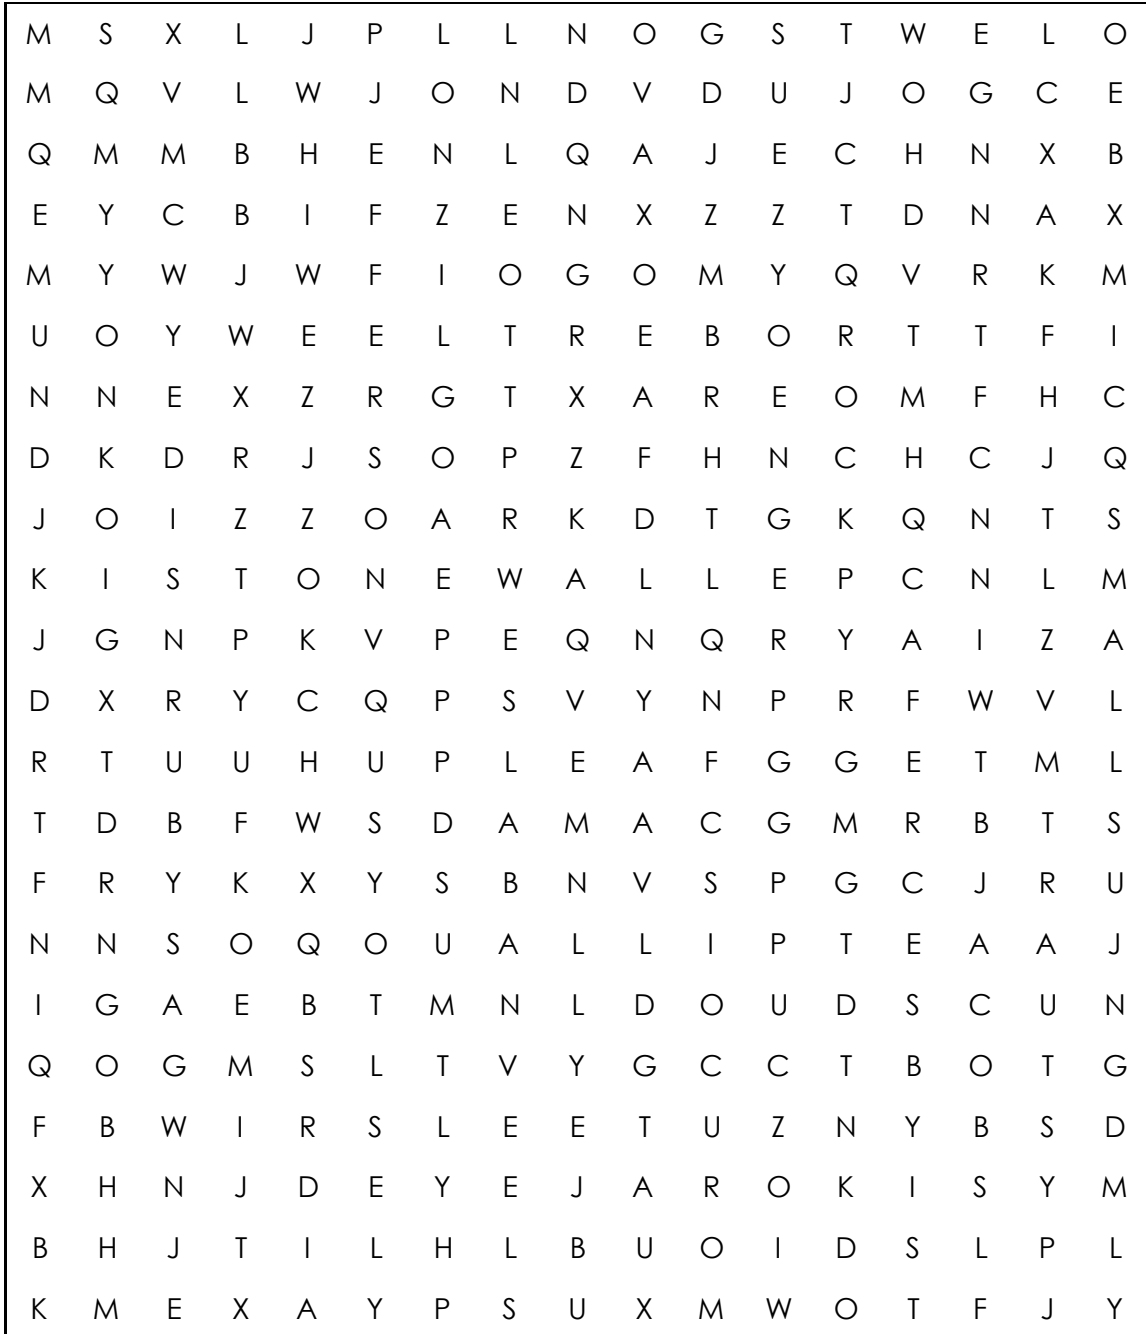 M S X L J P L L N O G S T W E L O
M Q V L W J O N D V D U J O G C E
Q M M B H E N L Q A J E C H N X B
E Y C B I F Z E N X Z Z T D N A X
M Y W J W F I O G O M Y Q V R K M
U O Y W E E L T R E B O R T T F I
N N E X Z R G T X A R E O M F H C
D K D R J S O P Z F H N C H C J Q
J O I Z Z O A R K D T G K Q N T S
K I S T O N E W A L L E P C N L M
J G N P K V P E Q N Q R Y A I Z A
D X R Y C Q P S V Y N P R F W V L
R T U U H U P L E A F G G E T M L
T D B F W S D A M A C G M R B T S
F R Y K X Y S B N V S P G C J R U
N N S O Q O U A L L I P T E A A J
I G A E B T M N L D O U D S C U N
Q O G M S L T V Y G C C T B O T G
F B W I R S L E E T U Z N Y B S D
X H N J D E Y E J A R O K I S Y M
B H J T I L H L B U O I D S L P L
K M E X A Y P S U X M W O T F J Y